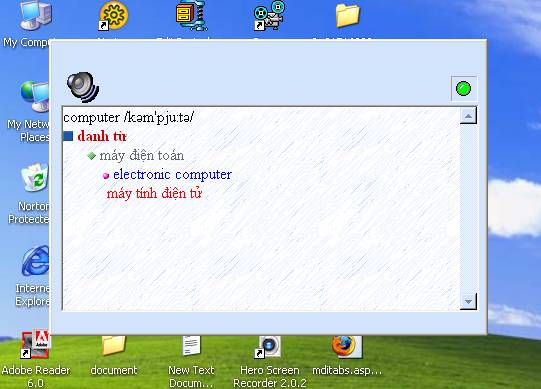 My Comp
computer /kəm'pju:tə/
danh từ
máy điện toán
electronic computer
máy tính điện tử
My Netw
Places
Norton
Protecte
Interne
Explore
Adobe Reader
6.0
document
New Text
Docum...
Hero Screen
Recorder 2.0.2
mditabs.asp...